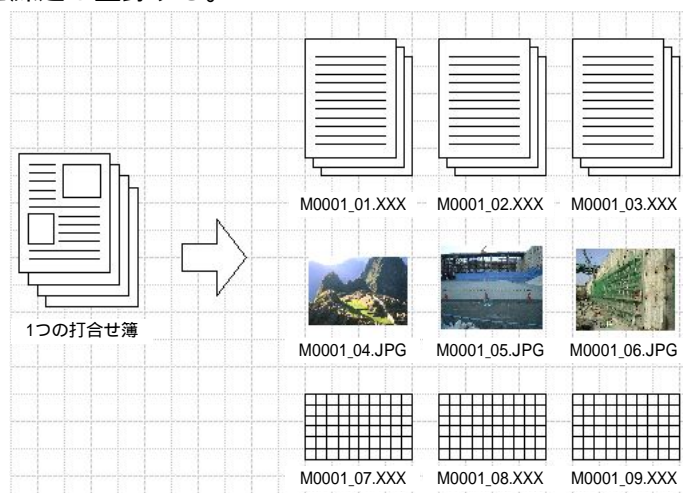 M0001_01.XXX M0001_02.XXX M0001_03.XXX
1つの打合せ簿
M0001_04.JPG M0001_05.JPG M0001_06.JPG
M0001_07.XXX M0001_08.XXX M0001_09.XXX